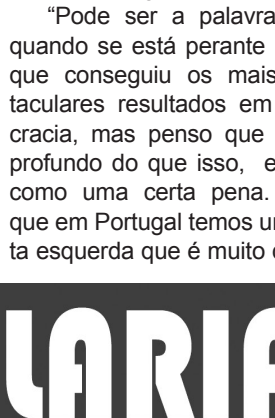 “Pode ser a palavra
quando se está perante
que conseguiu os mais
taculares resultados em
cracia, mas penso que
profundo do que isso, e
como uma certa pena.
que em Portugal temos u
ta esquerda que é muito
LARIA